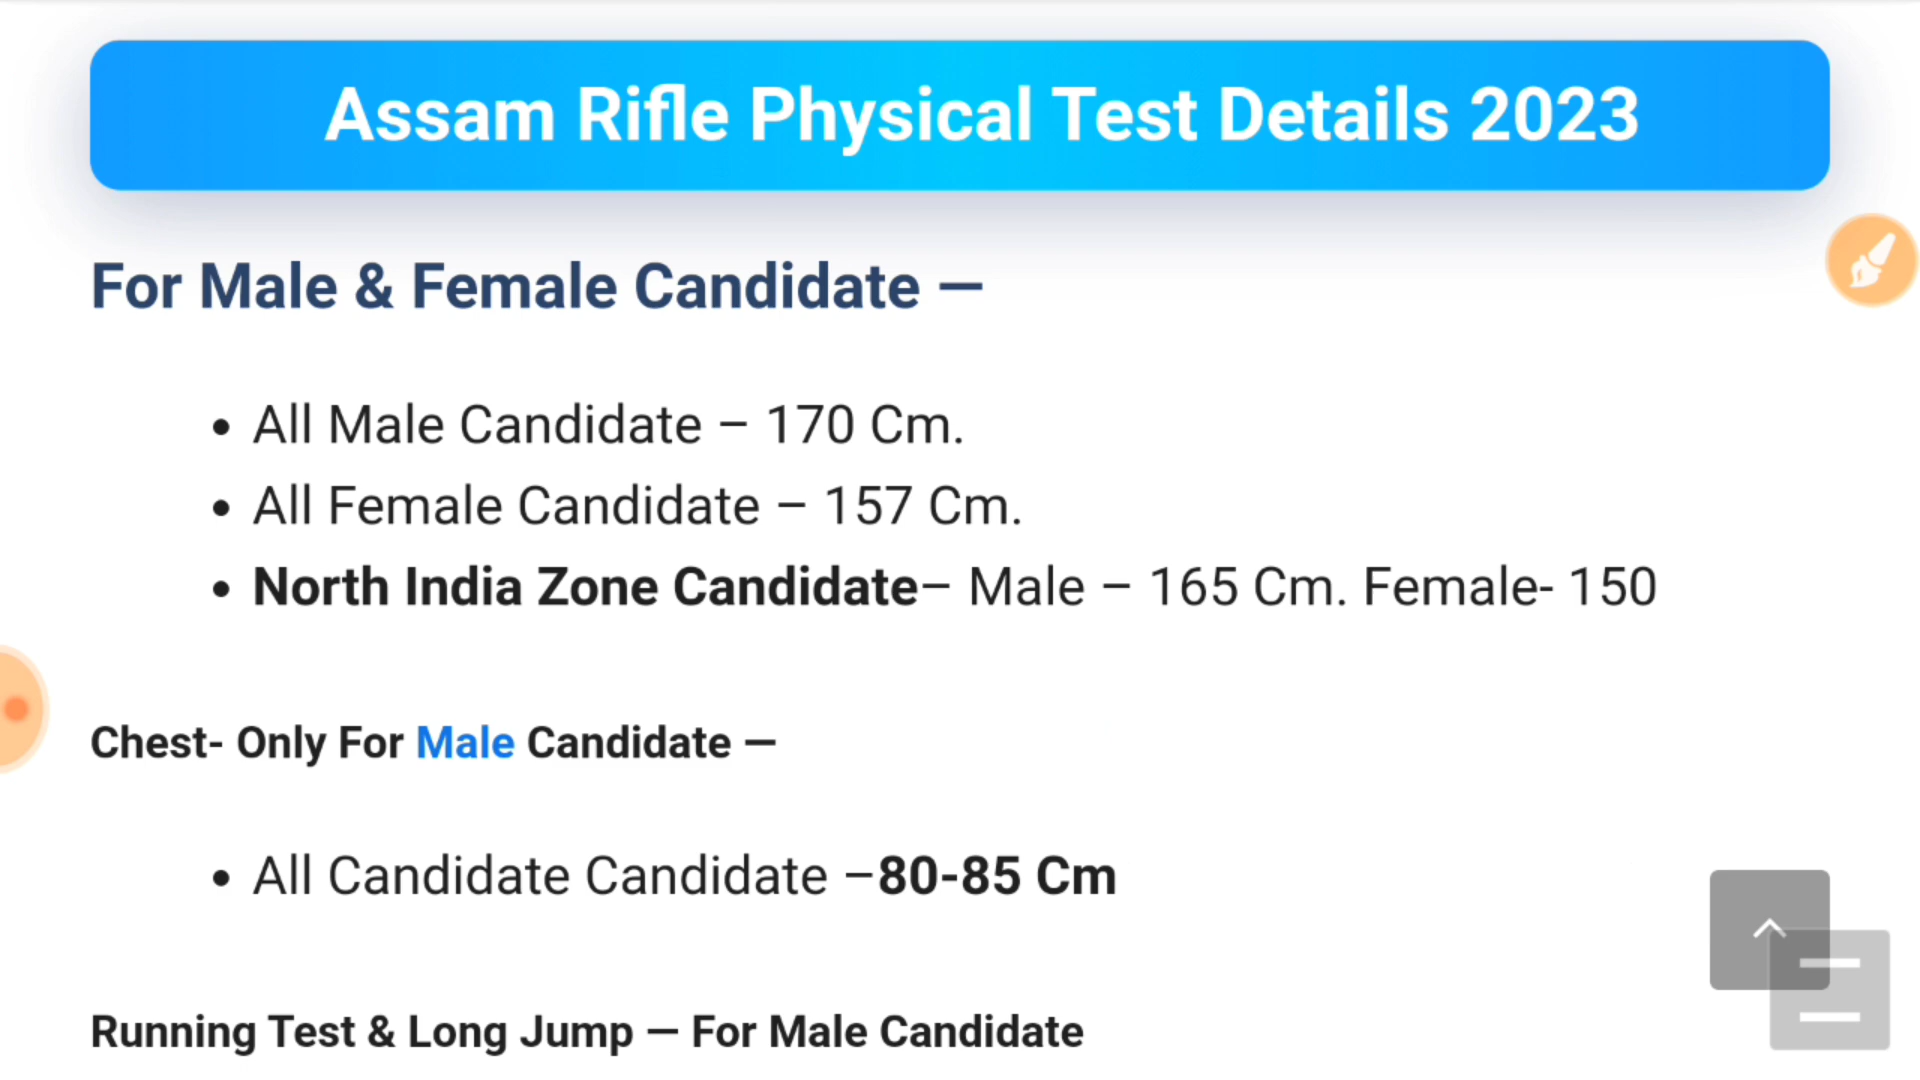 Assam Rifle Physical Test Details 2023
For Male & Female Candidate —
• All Male Candidate – 170 Cm.
• All Female Candidate – 157 Cm.
• North India Zone Candidate– Male – 165 Cm. Female- 150
Chest- Only For Male Candidate —
• All Candidate Candidate –80-85 Cm
Running Test & Long Jump — For Male Candidate